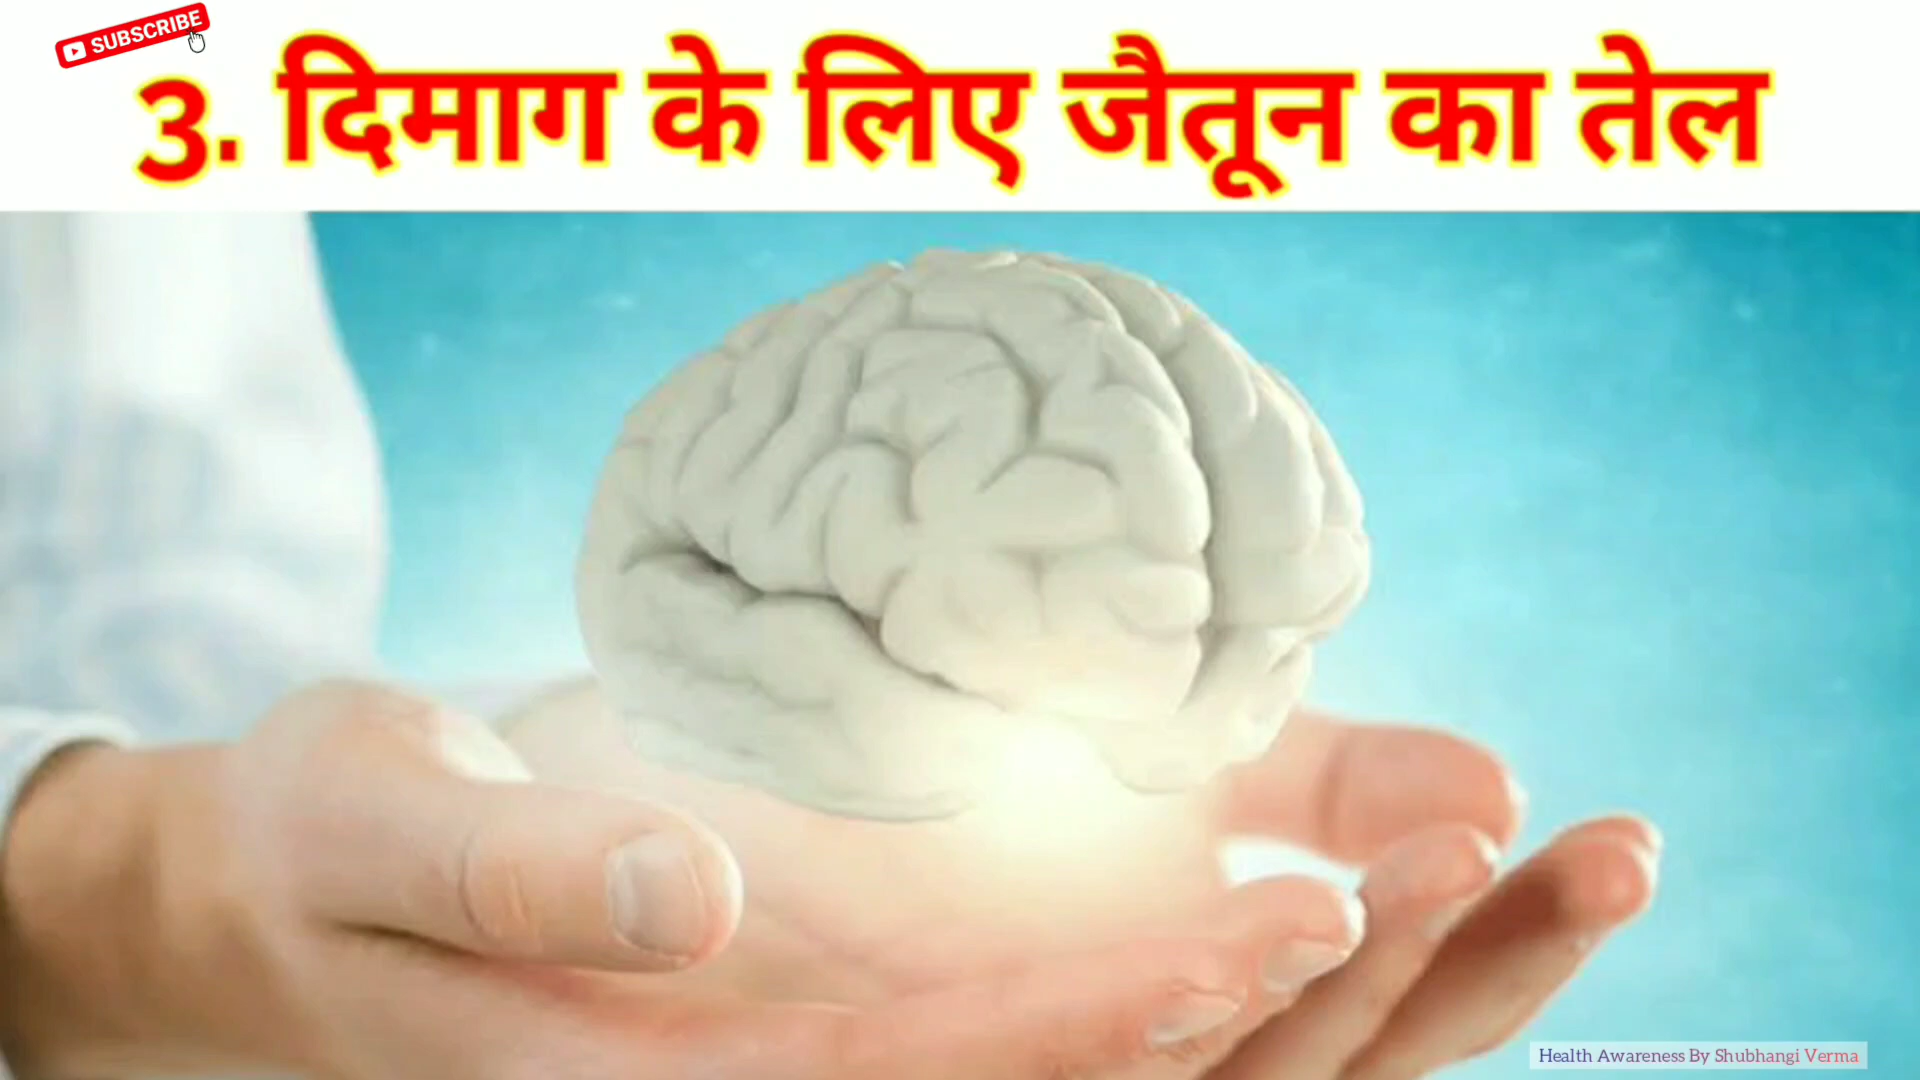 SUBSCRIBE
3. दिमाग के लिए जैतून का तेल
Health Awareness By Shubhangi Verma